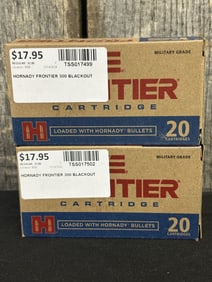 $17.95
TSS017499
HORNADY FRONTIER 300 BLACKOUT
MILITARY GRADE
CARTRIDGE
H
LOADED WITH HORNADY BULLETS
20
CARTRIDGES
$17.95
TSS017502
HORNADY FRONTIER 300 BLACKOUT
MILITARY GRADE
TIER
CARTRIDGE
H
LOADED WITH HORNADY BULLETS
20
CARTRIDGES